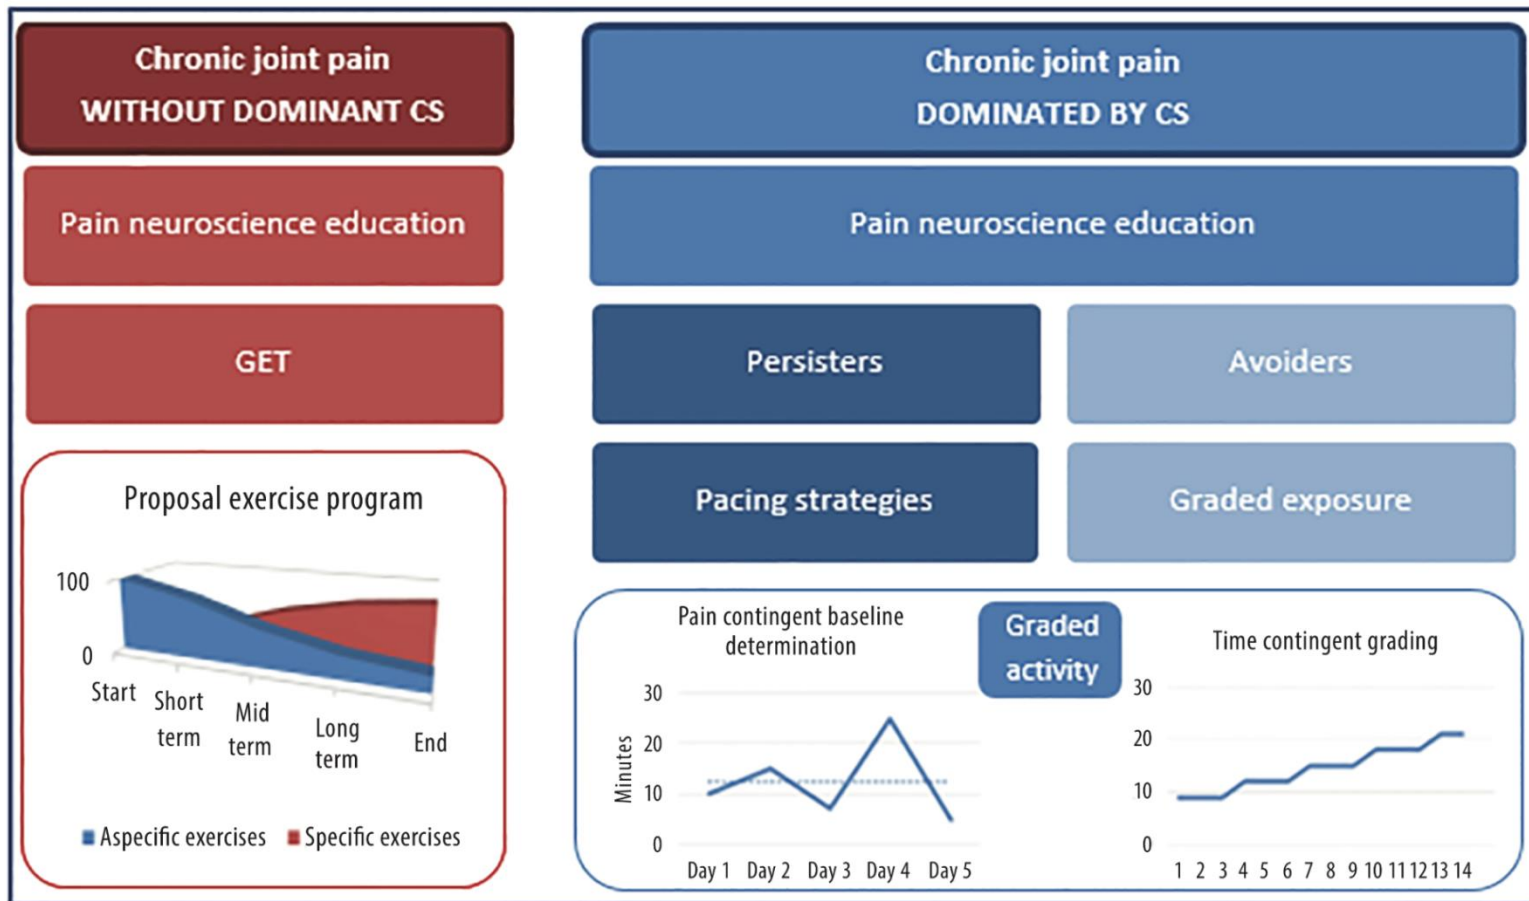 Chronic joint pain
WITHOUT DOMINANT CS
Pain neuroscience education
GET
Proposal exercise program
100
0
Start
Short
term
Mid
term
Long
term
End
Aspecific exercises
Specific exercises
Chronic joint pain
DOMINATED BY CS
Pain neuroscience education
Persisters
Avoiders
Pacing strategies
Graded exposure
Pain contingent baseline
determination
Minutes
30
20
10
0
Day 1 Day 2 Day 3 Day 4 Day 5
Graded
activity
Time contingent grading
30
20
10
0
1 2 3 4 5 6 7 8 9 10 11 12 13 14